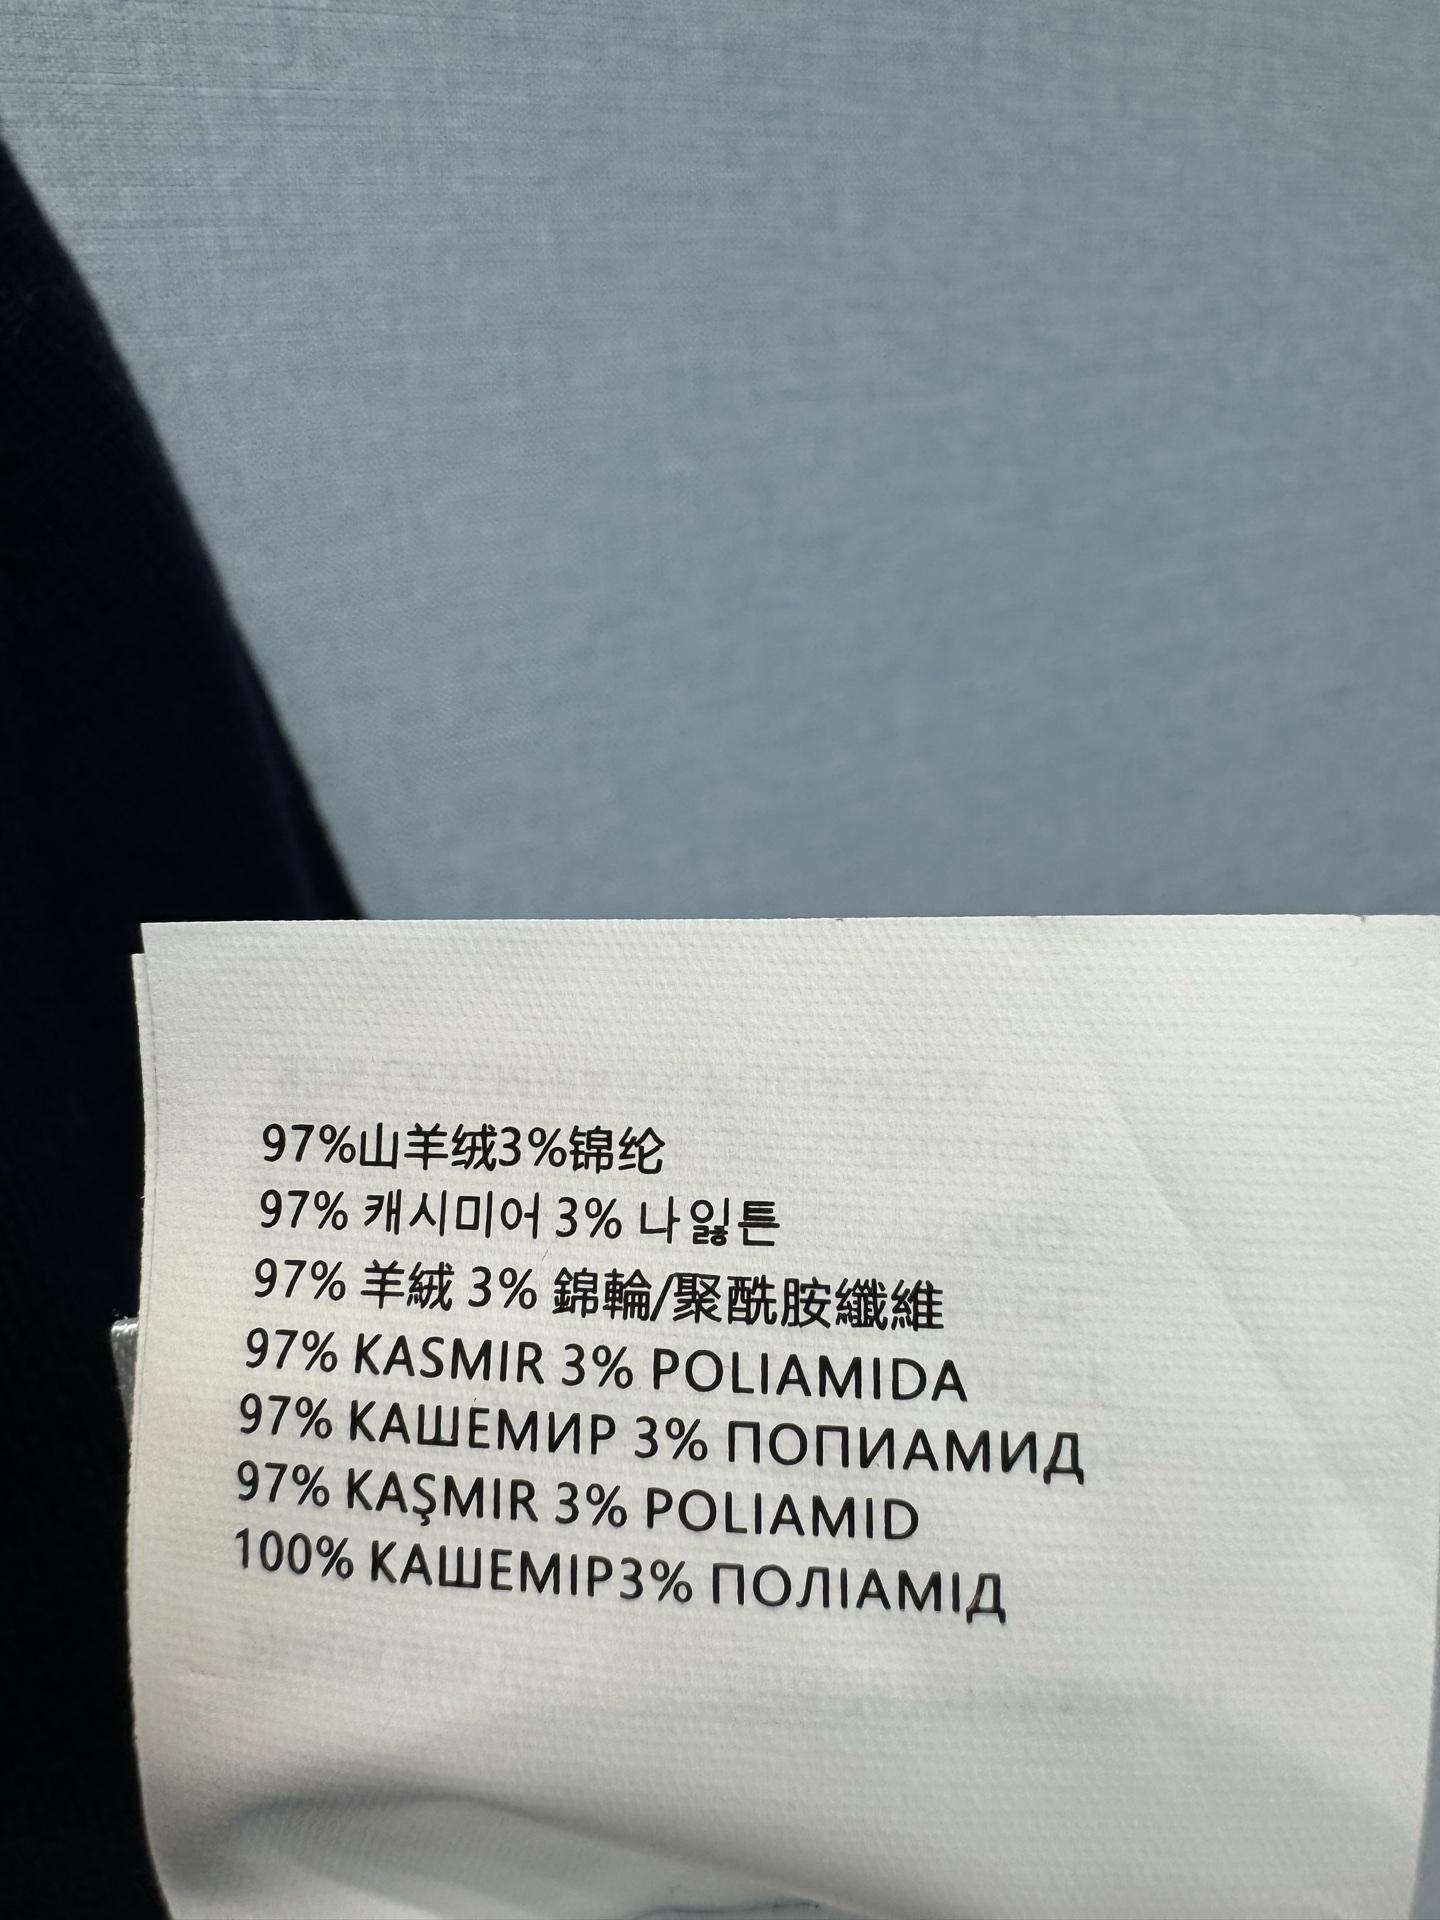 97%山羊绒3%锦纶
97% 캐시미어 3% 나잃튼
97% 羊絨 3% 錦輪/聚酰胺纖維
97% KASMIR 3% POLIAMIDA
97% КАШЕМИР 3% ПОПИАМИД
97% KAŞMIR 3% POLIAMID
100% КАШЕМІР3% ПОЛІАМІД